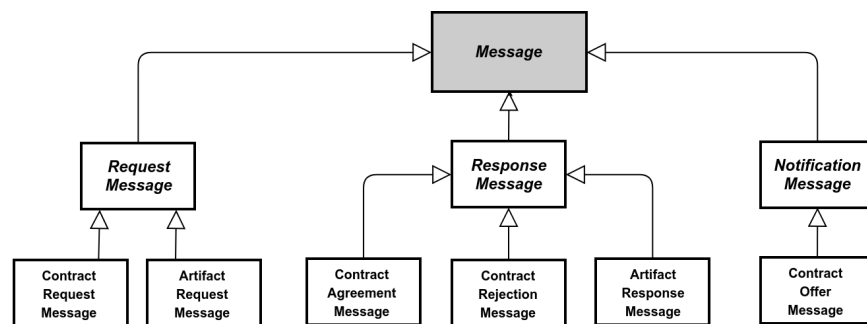 Message
Request
Message
Response
Message
Notification
Message
Contract
Request
Message
Artifact
Request
Message
Contract
Agreement
Message
Contract
Rejection
Message
Artifact
Response
Message
Contract
Offer
Message